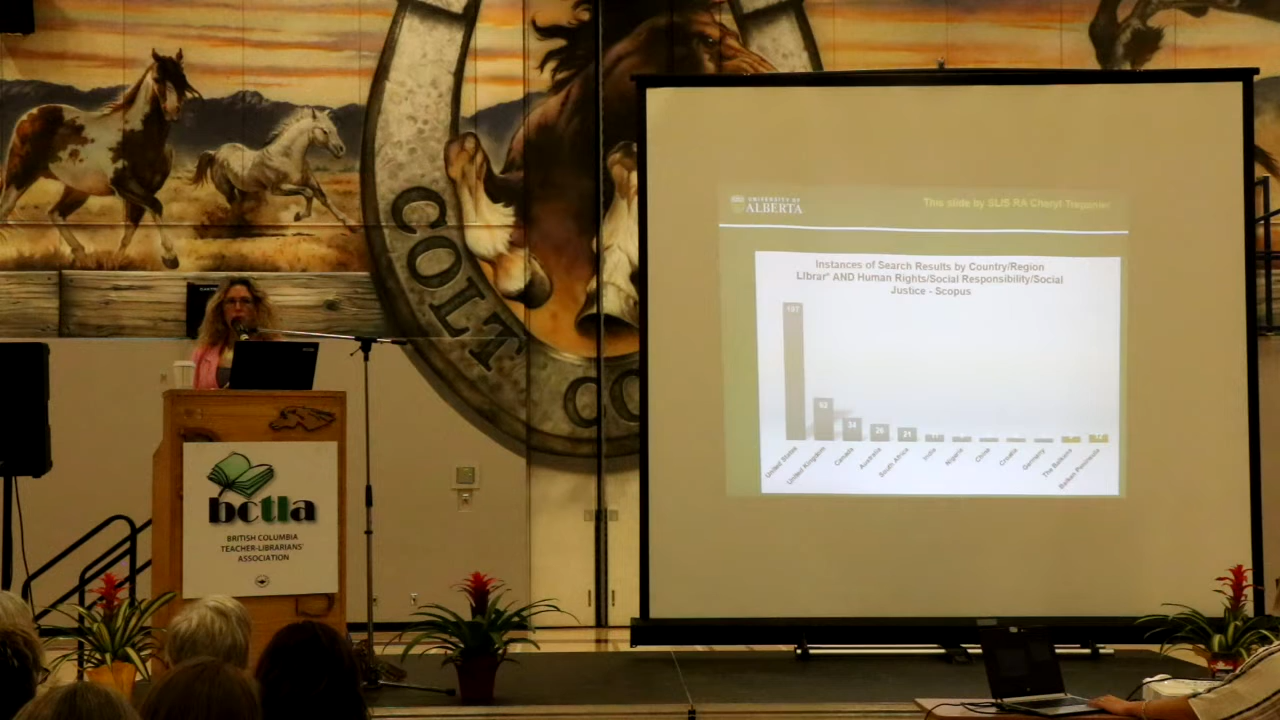 COLT
CO
UNIVERSITY OF
ALBERTA
This slide by SLIS RA Cheryl
Instances of Search Results by Country/Region
Librar* AND Human Rights/Social Responsibility/Social
Justice - Scopus
197
62
34
26
21
United States
United Kingdom
Canada
Australia
South Africa
India
Nigeria
China
Croatia
Germany
The Balkans
Balkan Peninsula
bctla
BRITISH COLUMBIA
TEACHER-LIBRARIANS'
ASSOCIATION